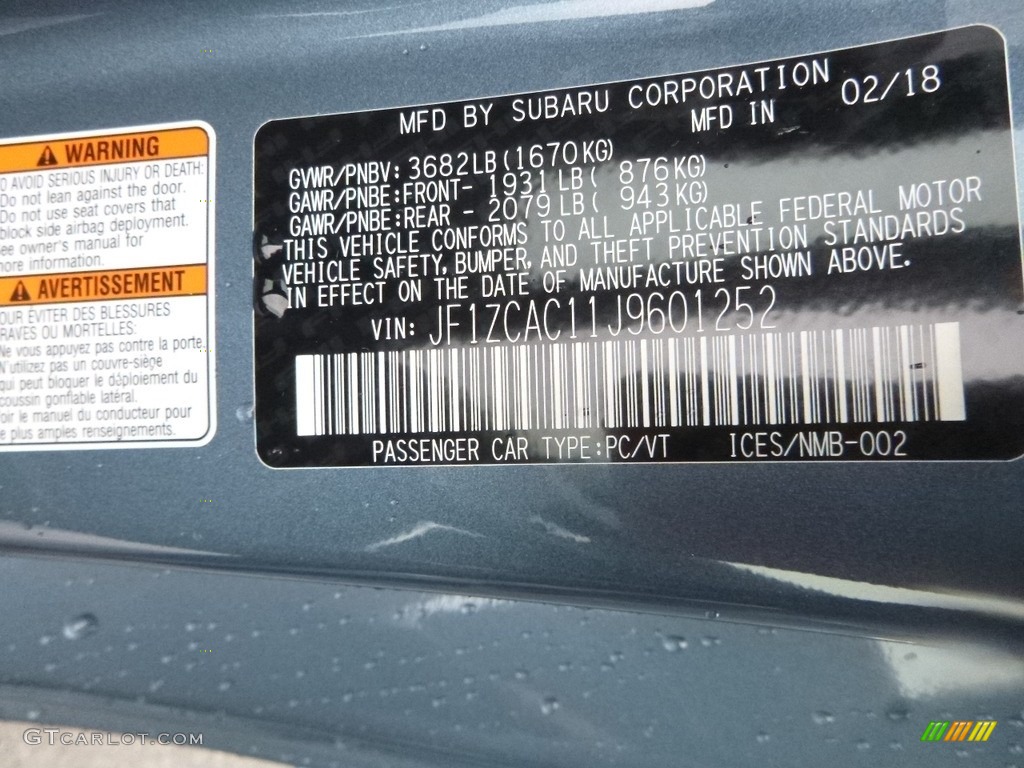 WARNING
O AVOID SERIOUS INJURY OR DEATH:
Do not lean against the door.
Do not use seat covers that
block side airbag deployment.
ee owner's manual for
nore information.
AVERTISSEMENT
OUR ÉVITER DES BLESSURES
RAVES OU MORTELLES:
Ne vous appuyez pas contre la porte.
N'utilizez pas un couvre-siège
qui peut bloquer le déploiement du
coussin gonflable latéral.
oir le manuel du conducteur pour
e plus amples renseignements.
MFD BY SUBARU CORPORATION 02/18
MFD IN
GVWR/PNBV: 3682LB(1670KG)
GAWR/PNBE:FRONT- 1931LB( 876KG)
GAWR/PNBE:REAR - 2079LB( 943KG)
THIS VEHICLE CONFORMS TO ALL APPLICABLE FEDERAL MOTOR
VEHICLE SAFETY, BUMPER, AND THEFT PREVENTION STANDARDS
IN EFFECT ON THE DATE OF MANUFACTURE SHOWN ABOVE.
VIN: JF1ZCAC11J9601252
PASSENGER CAR TYPE:PC/VT ICES/NMB-002
GTCARLOT.COM